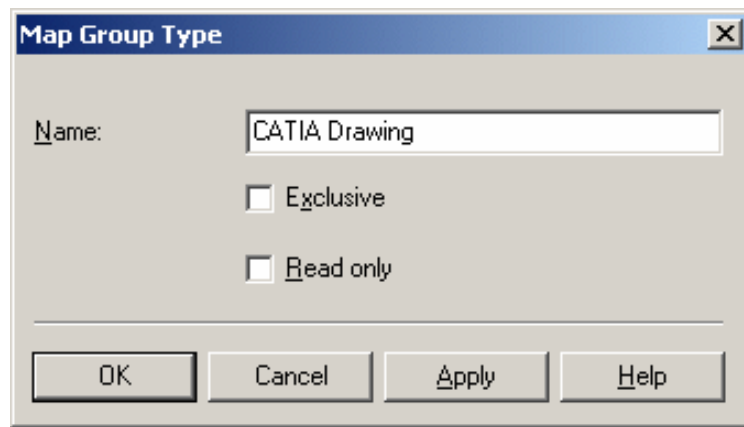 Map Group Type
Name: CATIA Drawing
Exclusive
Read only
OK Cancel Apply Help